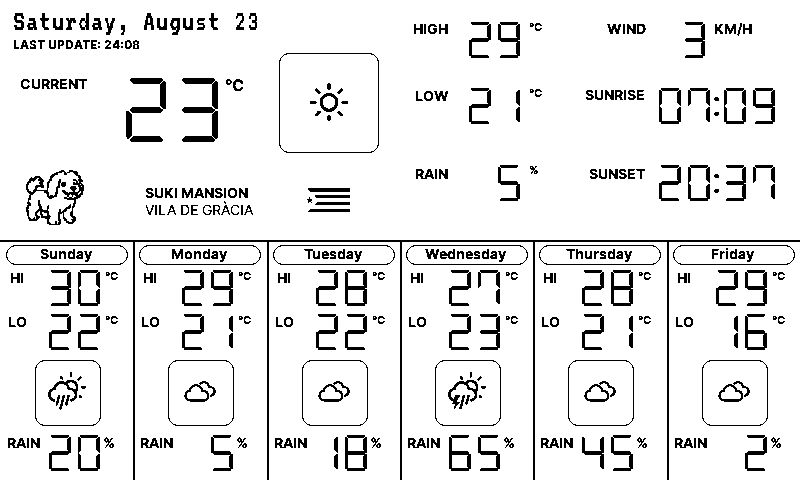 Saturday, August 23
LAST UPDATE: 24:08
CURRENT 23 °C
HIGH 29 °C
WIND 3 KM/H
LOW 21 °C
SUNRISE 07:09
RAIN 5 %
SUNSET 20:37
SUKI MANSION
VILA DE GRÀCIA
Sunday
HI 30 °C
LO 22 °C
RAIN 20 %
Monday
HI 29 °C
LO 21 °C
RAIN 5 %
Tuesday
HI 28 °C
LO 22 °C
RAIN 18 %
Wednesday
HI 27 °C
LO 23 °C
RAIN 65 %
Thursday
HI 28 °C
LO 21 °C
RAIN 45 %
Friday
HI 29 °C
LO 16 °C
RAIN 2 %